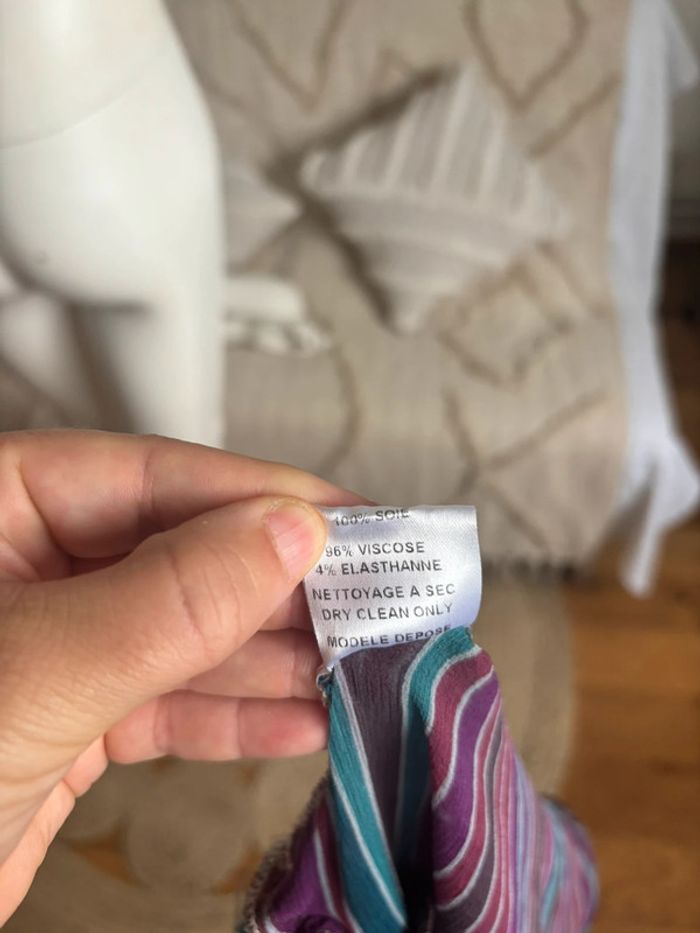 100% SOIE
96% VISCOSE
4% ELASTHANNE
NETTOYAGE A SEC
DRY CLEAN ONLY
MODELE DEPOSE